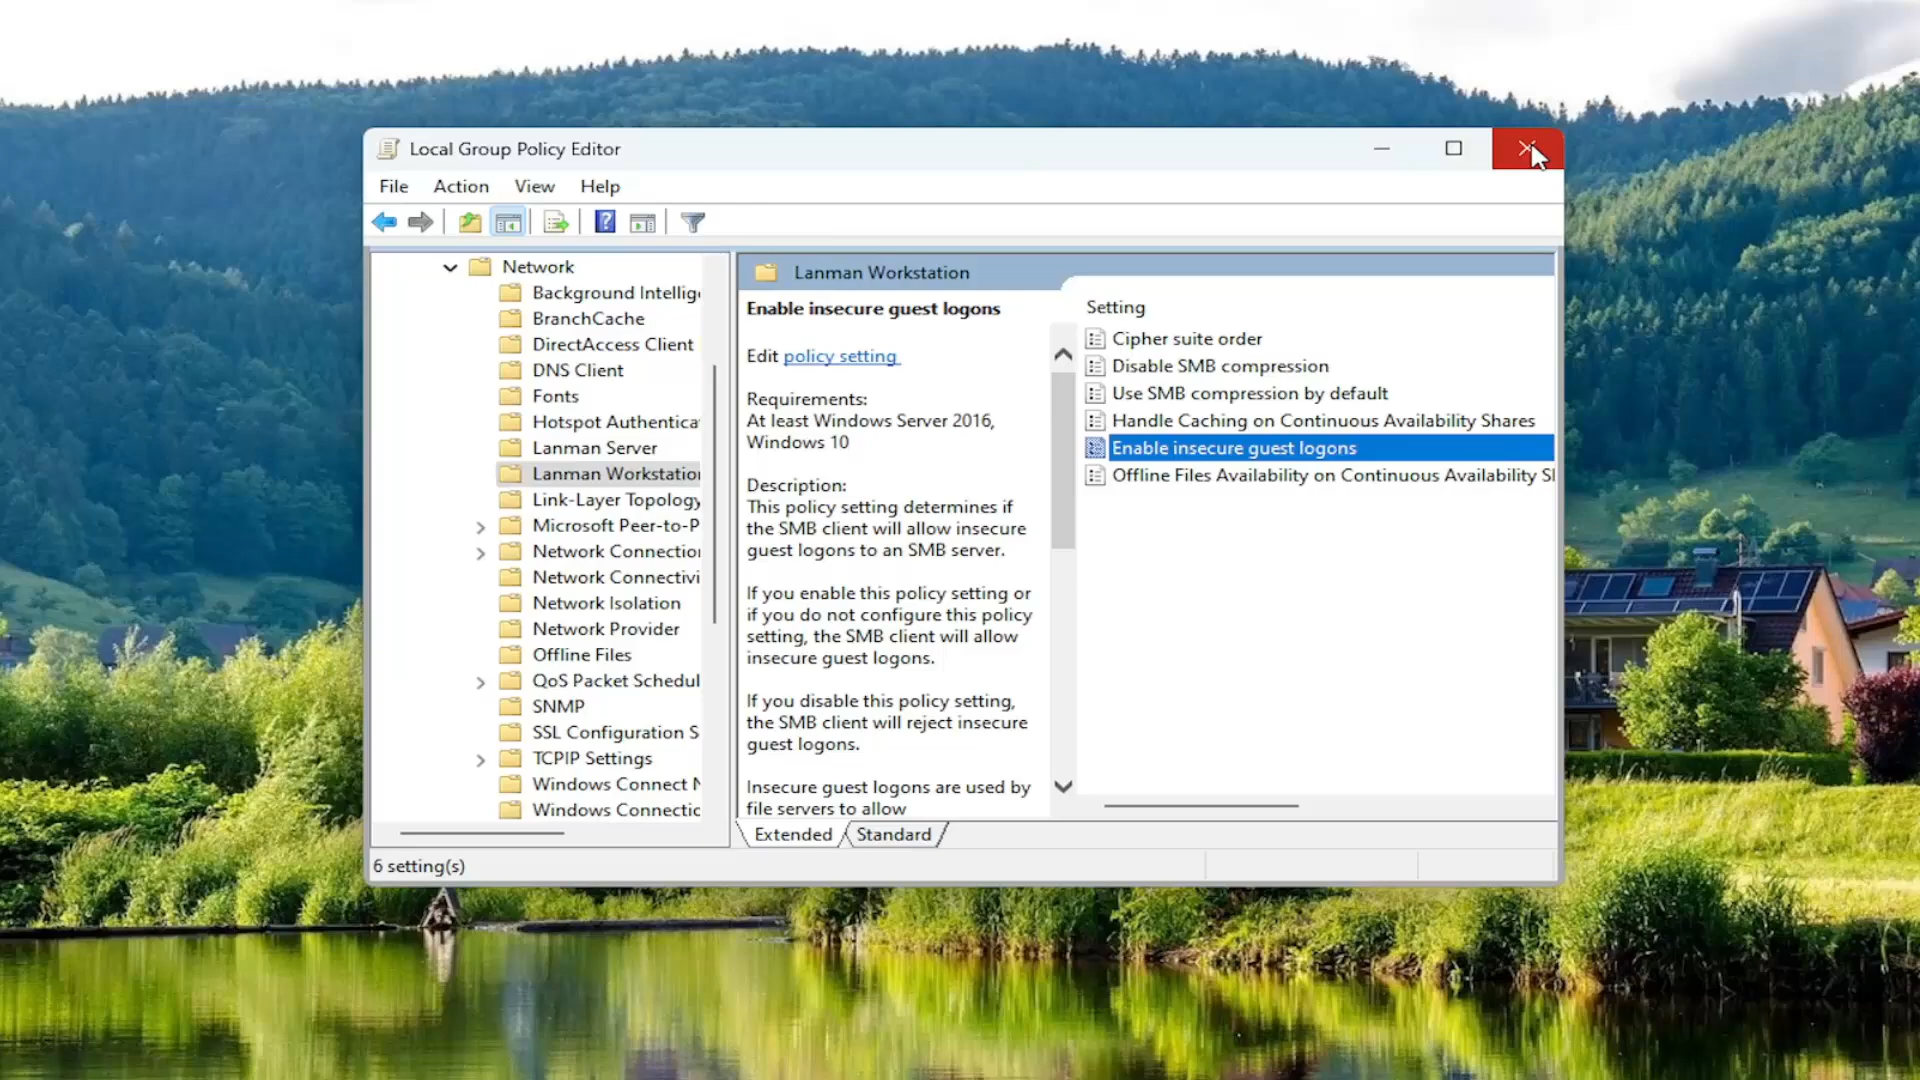 Local Group Policy Editor
File Action View Help
Network
Background Intellig
BranchCache
DirectAccess Client
DNS Client
Fonts
Hotspot Authentica
Lanman Server
Lanman Workstation
Link-Layer Topology
Microsoft Peer-to-P
Network Connection
Network Connectivi
Network Isolation
Network Provider
Offline Files
QoS Packet Schedul
SNMP
SSL Configuration S
TCPIP Settings
Windows Connect N
Windows Connectio
Lanman Workstation
Enable insecure guest logons
Edit policy setting
Requirements:
At least Windows Server 2016,
Windows 10
Description:
This policy setting determines if
the SMB client will allow insecure
guest logons to an SMB server.
If you enable this policy setting or
if you do not configure this policy
setting, the SMB client will allow
insecure guest logons.
If you disable this policy setting,
the SMB client will reject insecure
guest logons.
Insecure guest logons are used by
file servers to allow
Setting
Cipher suite order
Disable SMB compression
Use SMB compression by default
Handle Caching on Continuous Availability Shares
Enable insecure guest logons
Offline Files Availability on Continuous Availability Sl
Extended Standard
6 setting(s)